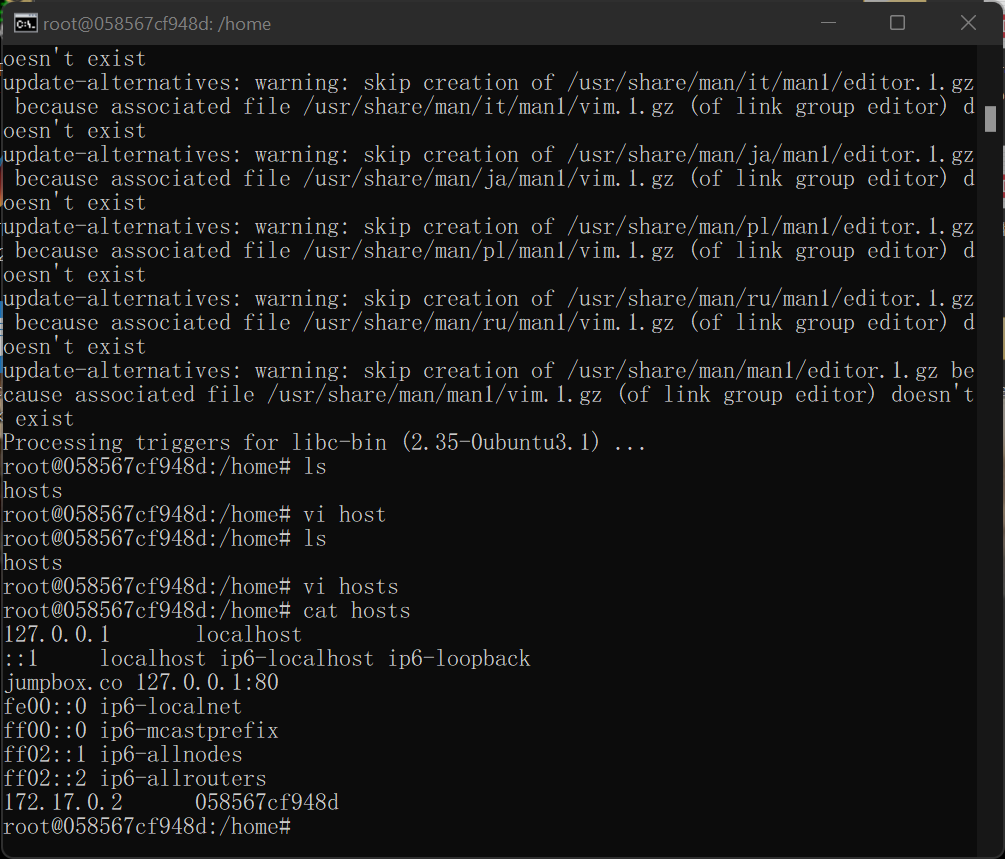 root@058567cf948d: /home
oesn't exist
update-alternatives: warning: skip creation of /usr/share/man/it/man1/editor.1.gz
because associated file /usr/share/man/it/man1/vim.1.gz (of link group editor) d
oesn't exist
update-alternatives: warning: skip creation of /usr/share/man/ja/man1/editor.1.gz
because associated file /usr/share/man/ja/man1/vim.1.gz (of link group editor) d
oesn't exist
update-alternatives: warning: skip creation of /usr/share/man/pl/man1/editor.1.gz
because associated file /usr/share/man/pl/man1/vim.1.gz (of link group editor) d
oesn't exist
update-alternatives: warning: skip creation of /usr/share/man/ru/man1/editor.1.gz
because associated file /usr/share/man/ru/man1/vim.1.gz (of link group editor) d
oesn't exist
update-alternatives: warning: skip creation of /usr/share/man/man1/editor.1.gz be
cause associated file /usr/share/man/man1/vim.1.gz (of link group editor) doesn't
exist
Processing triggers for libc-bin (2.35-0ubuntu3.1) ...
root@058567cf948d:/home# ls
hosts
root@058567cf948d:/home# vi host
root@058567cf948d:/home# ls
hosts
root@058567cf948d:/home# vi hosts
root@058567cf948d:/home# cat hosts
127.0.0.1       localhost
::1     localhost ip6-localhost ip6-loopback
jumpbox.co 127.0.0.1:80
fe00::0 ip6-localnet
ff00::0 ip6-mcastprefix
ff02::1 ip6-allnodes
ff02::2 ip6-allrouters
172.17.0.2      058567cf948d
root@058567cf948d:/home#